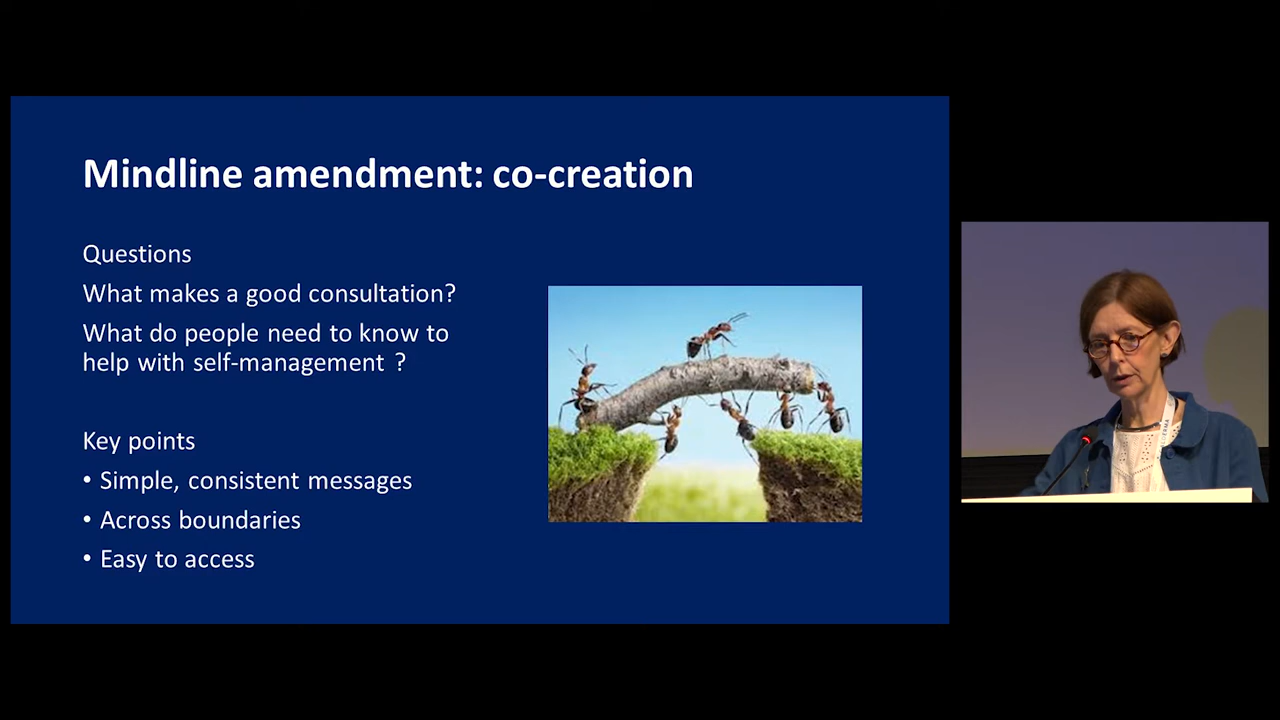 Mindline amendment: co-creation
Questions
What makes a good consultation?
What do people need to know to
help with self-management ?
Key points
• Simple, consistent messages
• Across boundaries
• Easy to access